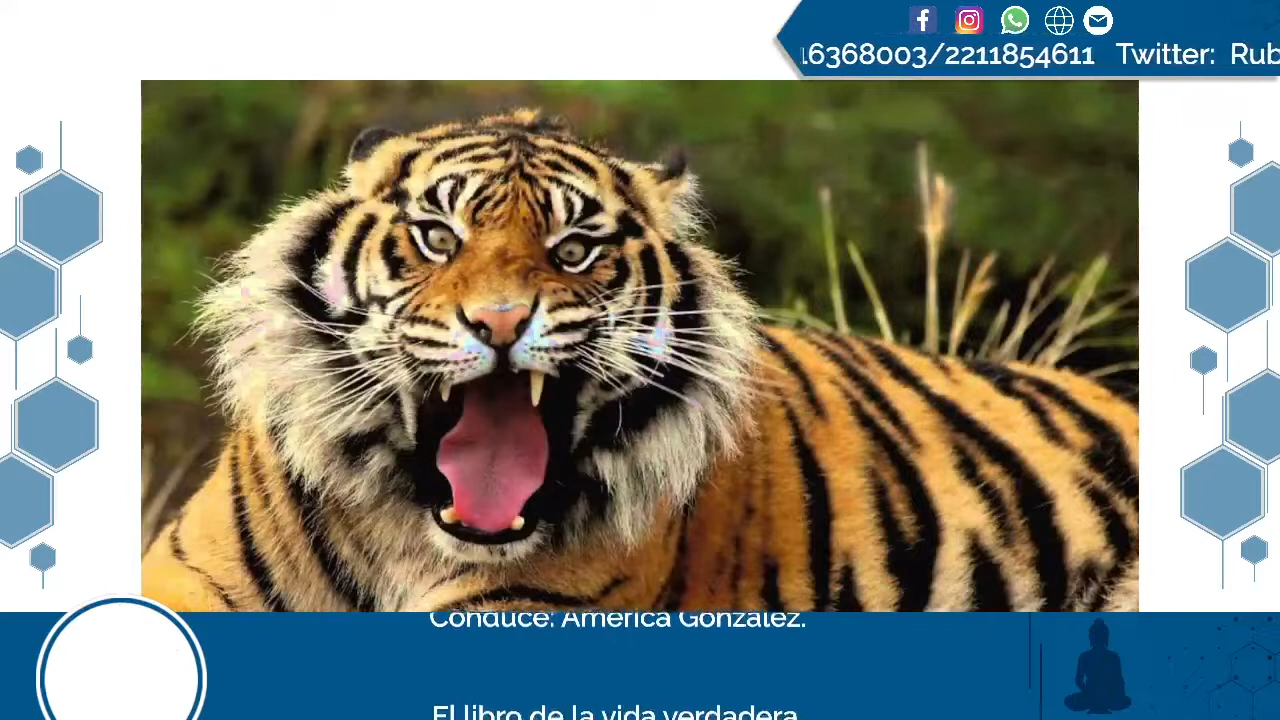 16368003/2211854611 Twitter: Rub
Conduce: América González.
El libro de la vida verdadera